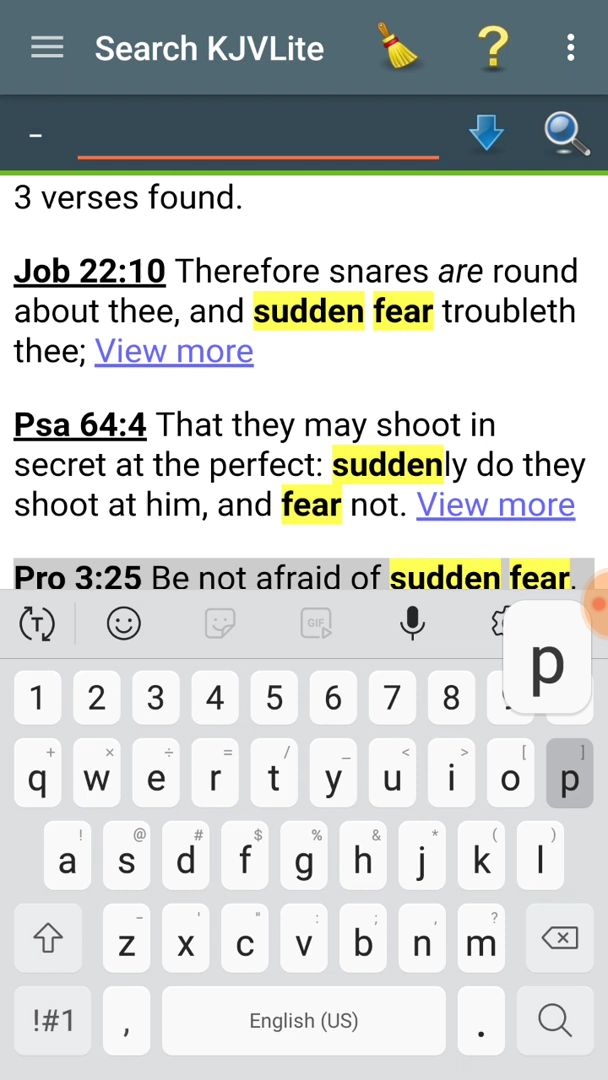 Search KJVLite ?
-
3 verses found.
Job 22:10 Therefore snares are round
about thee, and sudden fear troubleth
thee; View more
Psa 64:4 That they may shoot in
secret at the perfect: suddenly do they
shoot at him, and fear not. View more
Pro 3:25 Be not afraid of sudden fear,
T GIF
p
1 2 3 4 5 6 7 8
+ × ÷ = / _ < > [ ]
q w e r t y u i o p
! @ # $ % & * ( )
a s d f g h j k l
- ' " : ; , ?
z x c v b n m
!#1 , English (US) .